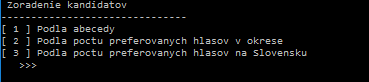 Zoradenie kandidatov
--------------------------------
[ 1 ] Podla abecedy
[ 2 ] Podla poctu preferovanych hlasov v okrese
[ 3 ] Podla poctu preferovanych hlasov na Slovensku
>>>